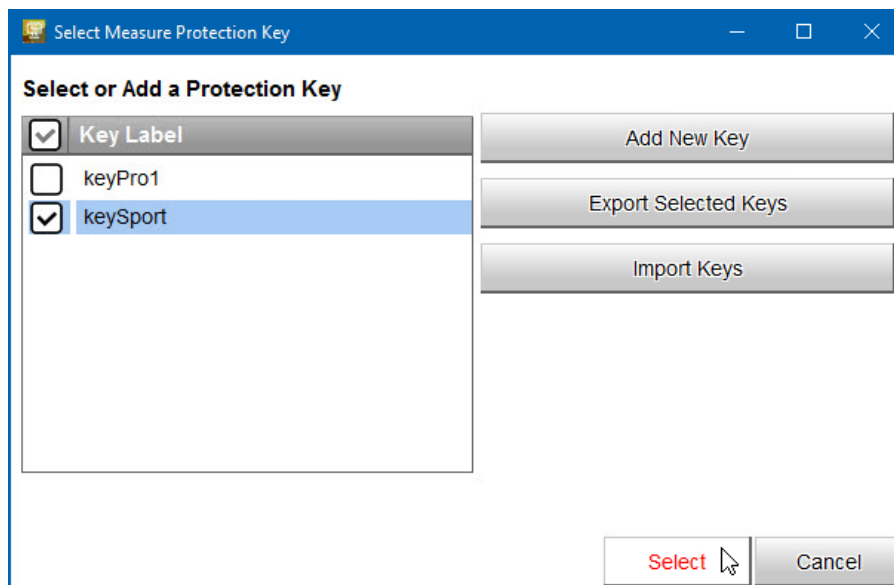 Select Measure Protection Key
Select or Add a Protection Key
Key Label
keyPro1
keySport
Add New Key
Export Selected Keys
Import Keys
Select
Cancel